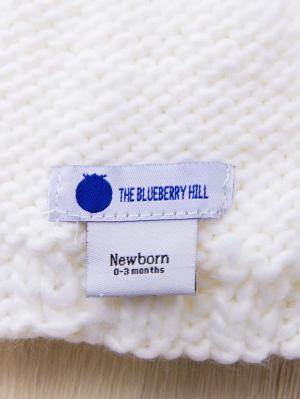 THE BLUEBERRY HILL
Newborn
0-3 months